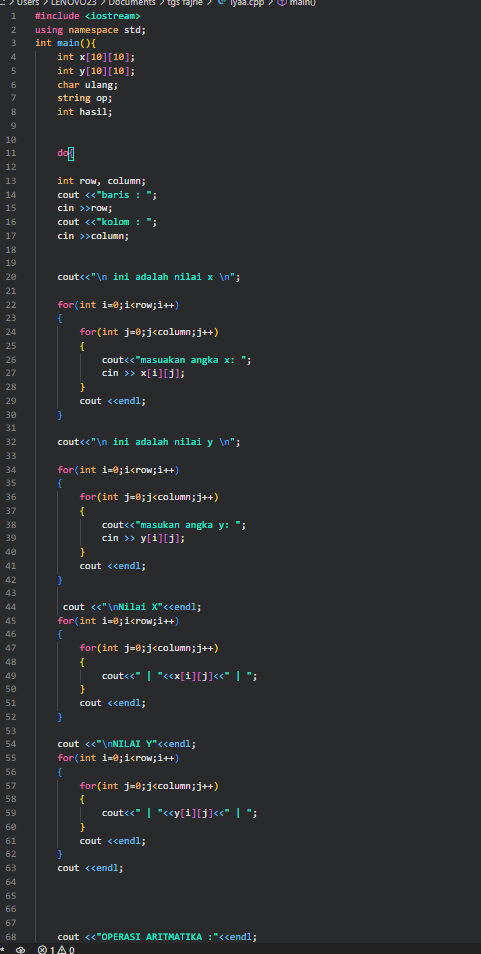 Users > LENOVO23 > Documents > tgs fajrie > iyaa.cpp > main()
1 #include <iostream>
2 using namespace std;
3 int main(){
4 int x[10][10];
5 int y[10][10];
6 char ulang;
7 string op;
8 int hasil;
9
10
11 do{
12
13 int row, column;
14 cout <<"baris : ";
15 cin >>row;
16 cout <<"kolom : ";
17 cin >>column;
18
19
20 cout<<"\n ini adalah nilai x \n";
21
22 for(int i=0;i<row;i++)
23 {
24 for(int j=0;j<column;j++)
25 {
26 cout<<"masuakan angka x: ";
27 cin >> x[i][j];
28 }
29 cout <<endl;
30 }
31
32 cout<<"\n ini adalah nilai y \n";
33
34 for(int i=0;i<row;i++)
35 {
36 for(int j=0;j<column;j++)
37 {
38 cout<<"masukan angka y: ";
39 cin >> y[i][j];
40 }
41 cout <<endl;
42 }
43
44 cout <<"\nNilai X"<<endl;
45 for(int i=0;i<row;i++)
46 {
47 for(int j=0;j<column;j++)
48 {
49 cout<<" | "<<x[i][j]<<" | ";
50 }
51 cout <<endl;
52 }
53
54 cout <<"\nNILAI Y"<<endl;
55 for(int i=0;i<row;i++)
56 {
57 for(int j=0;j<column;j++)
58 {
59 cout<<" | "<<y[i][j]<<" | ";
60 }
61 cout <<endl;
62 }
63 cout <<endl;
64
65
66
67
68 cout <<"OPERASI ARITMATIKA :"<<endl;
1 0